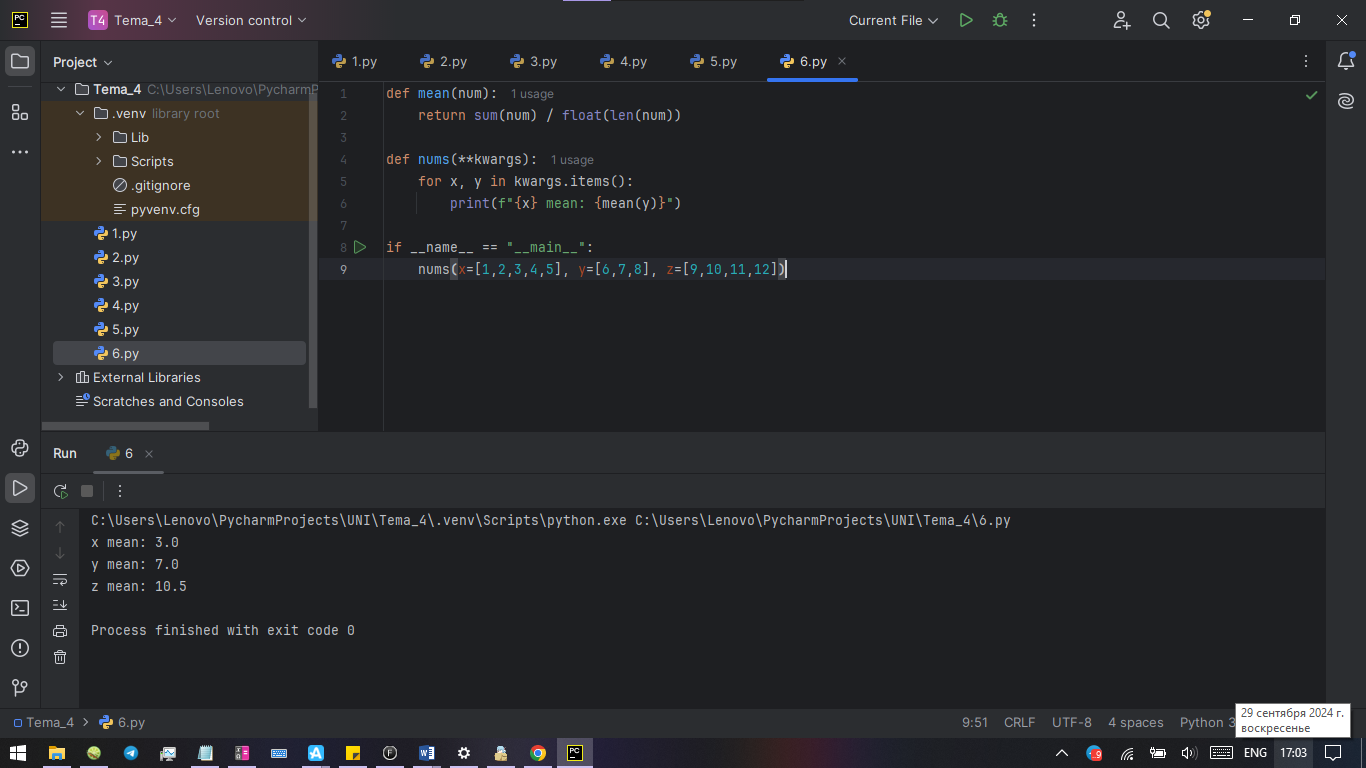 PC T4 Tema_4 Version control Current File
Project
1.py 2.py 3.py 4.py 5.py 6.py
Tema_4 C:\Users\Lenovo\PycharmP
.venv library root
Lib
Scripts
.gitignore
pyvenv.cfg
1.py
2.py
3.py
4.py
5.py
6.py
External Libraries
Scratches and Consoles
1 def mean(num): 1 usage
2 return sum(num) / float(len(num))
3
4 def nums(**kwargs): 1 usage
5 for x, y in kwargs.items():
6 print(f"{x} mean: {mean(y)}")
7
8 if __name__ == "__main__":
9 nums(x=[1,2,3,4,5], y=[6,7,8], z=[9,10,11,12])
Run 6
C:\Users\Lenovo\PycharmProjects\UNI\Tema_4\.venv\Scripts\python.exe C:\Users\Lenovo\PycharmProjects\UNI\Tema_4\6.py
x mean: 3.0
y mean: 7.0
z mean: 10.5
Process finished with exit code 0
Tema_4 6.py 9:51 CRLF UTF-8 4 spaces Python 3
29 сентября 2024 г.
воскресенье
ENG 17:03